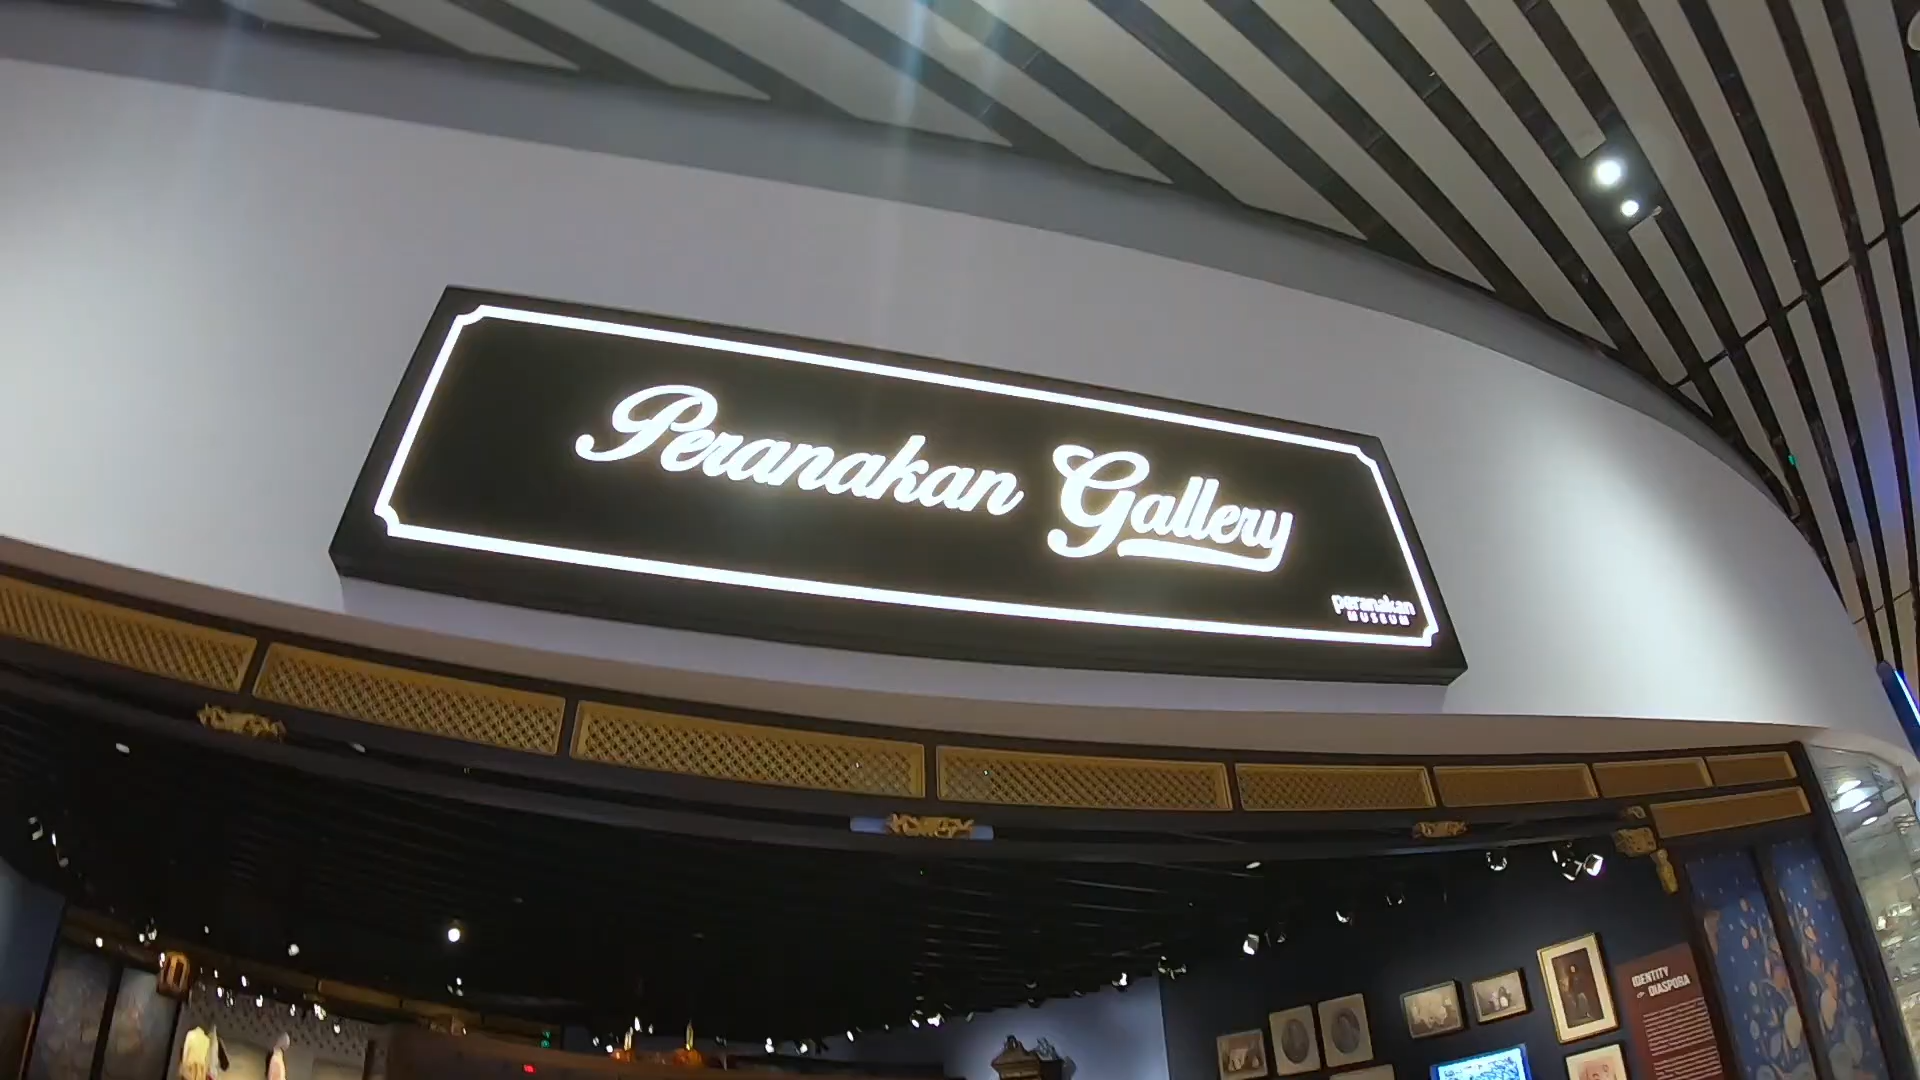 Peranakan Gallery
peranakan
MUSEUM
IDENTITY
DIASPORA